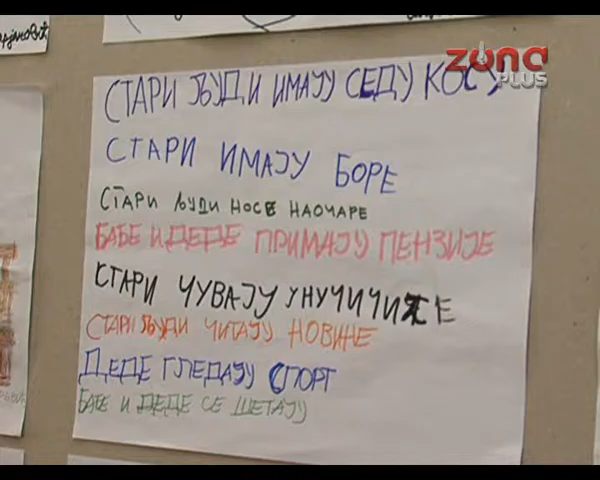 zona
PLUS
СТАРИ ЉУДИ ИМАЈУ СЕДУ КОСУ
СТАРИ ИМАЈУ БОРЕ
СТАРИ ЉУДИ НОСЕ НАОЧАРЕ
БАБЕ И ДЕДЕ ПРИМАЈУ ПЕНЗИЈЕ
СТАРИ ЧУВАЈУ УНУЧИЧИЋЕ
СТАРИ ЉУДИ ЧИТАЈУ НОВИНЕ
ДЕДЕ ГЛЕДАЈУ СПОРТ
БАБЕ И ДЕДЕ СЕ ШЕТАЈУ